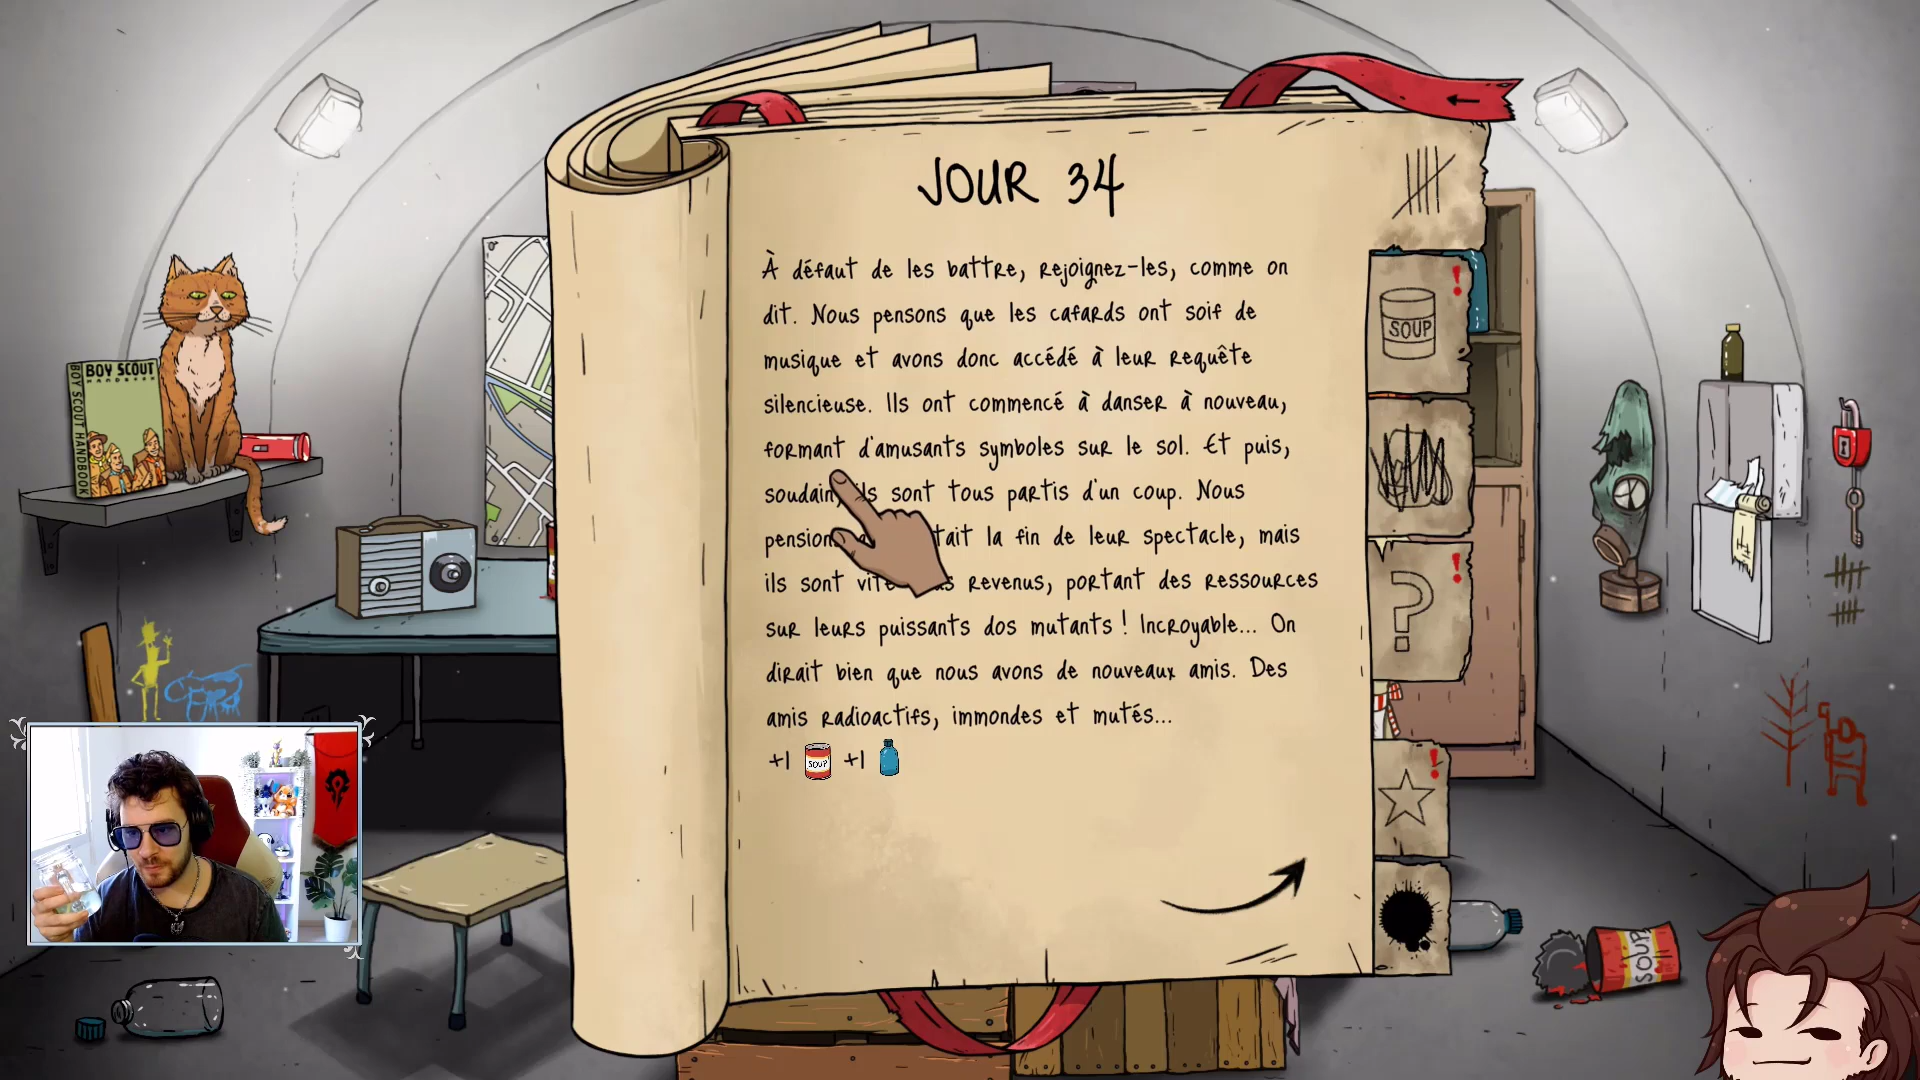 JOUR 34
À défaut de les battre, rejoignez-les, comme on
dit. Nous pensons que les cafards ont soif de
musique et avons donc accédé à leur requête
silencieuse. Ils ont commencé à danser à nouveau,
formant d'amusants symboles sur le sol. Et puis,
soudain, ils sont tous partis d'un coup. Nous
pensions tait la fin de leur spectacle, mais
ils sont vite revenus, portant des ressources
sur leurs puissants dos mutants ! Incroyable... On
dirait bien que nous avons de nouveaux amis. Des
amis radioactifs, immondes et mutés...
+1 SOUP +1
SOUP
?
BOY SCOUT
HANDBOOK
BOY SCOUT HANDBOOK
SOUP